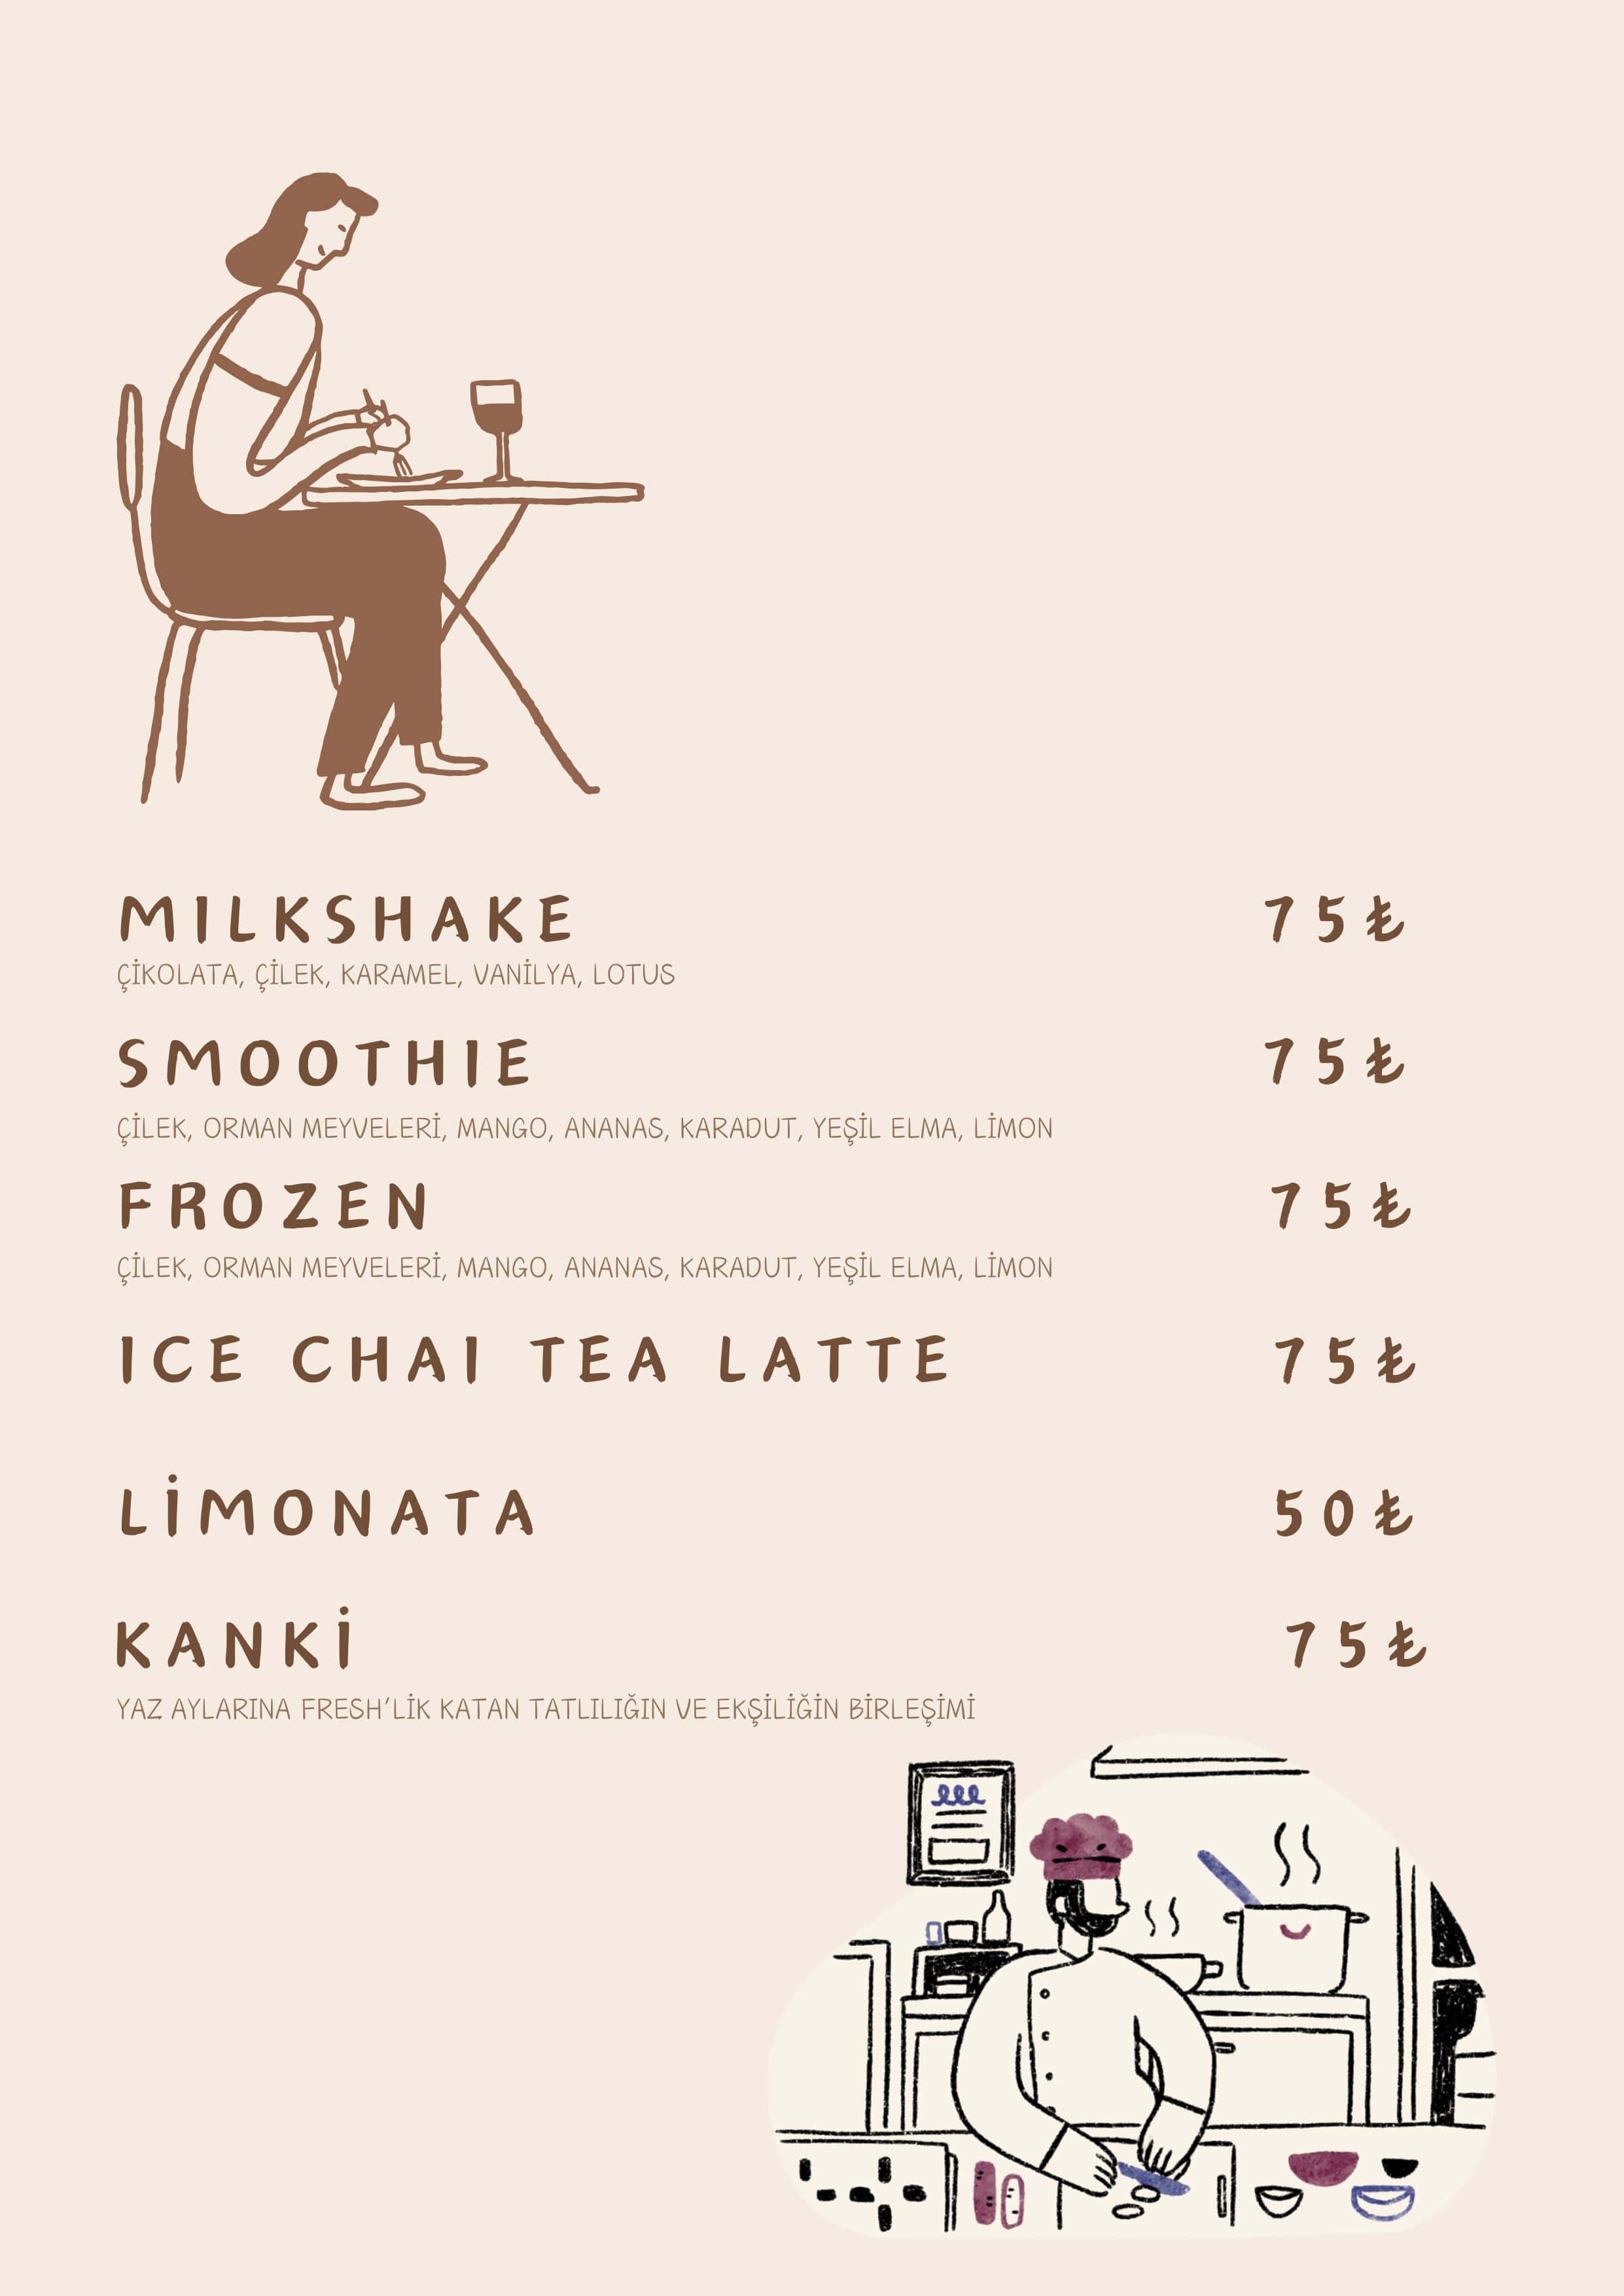 MILKSHAKE 75₺
ÇİKOLATA, ÇİLEK, KARAMEL, VANİLYA, LOTUS
SMOOTHIE 75₺
ÇİLEK, ORMAN MEYVELERİ, MANGO, ANANAS, KARADUT, YEŞİL ELMA, LİMON
FROZEN 75₺
ÇİLEK, ORMAN MEYVELERİ, MANGO, ANANAS, KARADUT, YEŞİL ELMA, LİMON
ICE CHAI TEA LATTE 75₺
LİMONATA 50₺
KANKİ 75₺
YAZ AYLARINA FRESH'LİK KATAN TATLILIĞIN VE EKŞİLİĞİN BİRLEŞİMİ